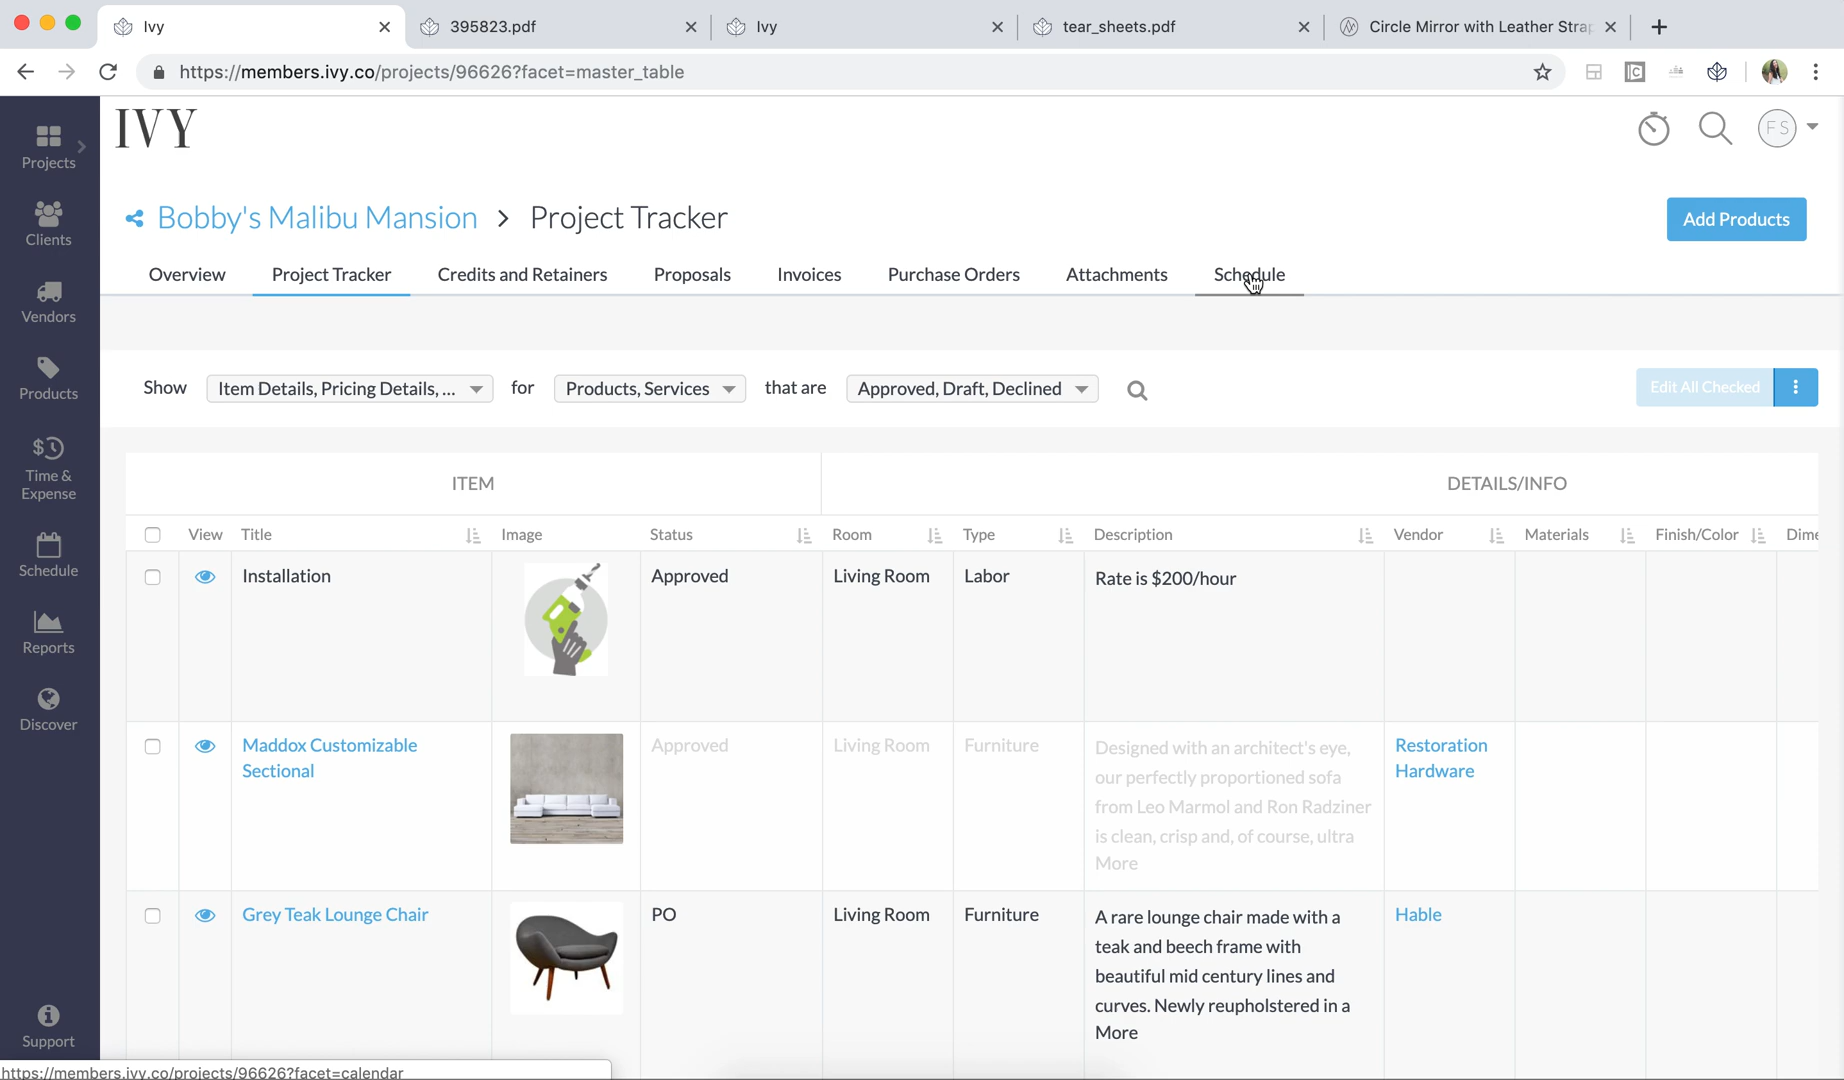 Ivy
395823.pdf
Ivy
tear_sheets.pdf
Circle Mirror with Leather Strap
https://members.ivy.co/projects/96626?facet=master_table
IVY
FS
Projects
Clients
Vendors
Products
Time &
Expense
Schedule
Reports
Discover
Support
Bobby's Malibu Mansion > Project Tracker
Add Products
Overview Project Tracker Credits and Retainers Proposals Invoices Purchase Orders Attachments Schedule
Show Item Details, Pricing Details, ... for Products, Services that are Approved, Draft, Declined
Edit All Checked
ITEM DETAILS/INFO
View Title Image Status Room Type Description Vendor Materials Finish/Color Dime
Installation Approved Living Room Labor Rate is $200/hour
Maddox Customizable
Sectional
Approved Living Room Furniture
Designed with an architect's eye,
our perfectly proportioned sofa
from Leo Marmol and Ron Radziner
is clean, crisp and, of course, ultra
More
Restoration
Hardware
Grey Teak Lounge Chair PO Living Room Furniture
A rare lounge chair made with a
teak and beech frame with
beautiful mid century lines and
curves. Newly reupholstered in a
More
Hable
https://members.ivy.co/projects/96626?facet=calendar